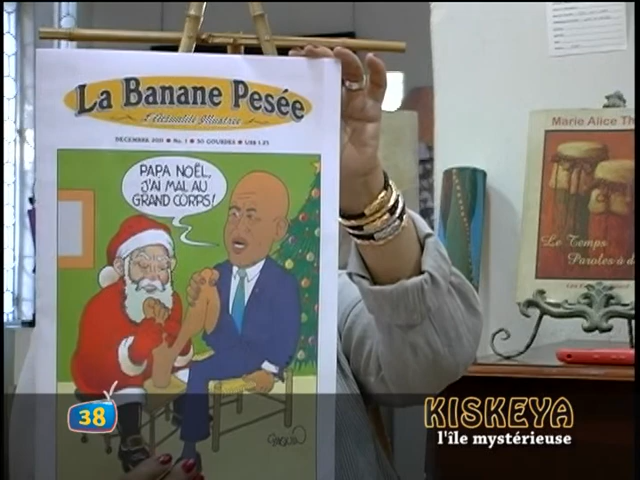 La Banane Pesée
L'Actualité Illustrée
DECEMBRE 2011 ● No. 1 ● 50 GOURDES ● US$ 1.25
PAPA NOËL,
J'AI MAL AU
GRAND CÒRPS!
Marie Alice Th
Le Temps
Paroles à d
38
KISKEYA
l'île mystérieuse